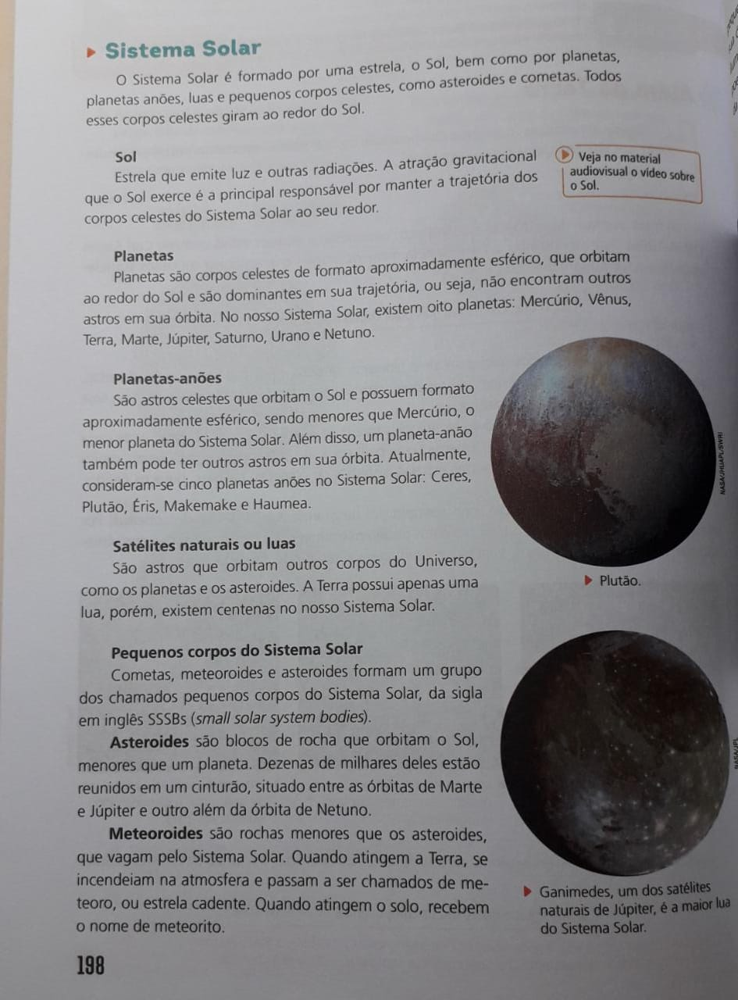 Sistema Solar
O Sistema Solar é formado por uma estrela, o Sol, bem como por planetas,
planetas anões, luas e pequenos corpos celestes, como asteroides e cometas. Todos
esses corpos celestes giram ao redor do Sol.
Sol
Estrela que emite luz e outras radiações. A atração gravitacional
que o Sol exerce é a principal responsável por manter a trajetória dos
corpos celestes do Sistema Solar ao seu redor.
Veja no material
audiovisual o vídeo sobre
o Sol.
Planetas
Planetas são corpos celestes de formato aproximadamente esférico, que orbitam
ao redor do Sol e são dominantes em sua trajetória, ou seja, não encontram outros
astros em sua órbita. No nosso Sistema Solar, existem oito planetas: Mercúrio, Vênus,
Terra, Marte, Júpiter, Saturno, Urano e Netuno.
Planetas-anões
São astros celestes que orbitam o Sol e possuem formato
aproximadamente esférico, sendo menores que Mercúrio, o
menor planeta do Sistema Solar. Além disso, um planeta-anão
também pode ter outros astros em sua órbita. Atualmente,
consideram-se cinco planetas anões no Sistema Solar: Ceres,
Plutão, Éris, Makemake e Haumea.
NASA/JHUAPL/SWRI
Plutão.
Satélites naturais ou luas
São astros que orbitam outros corpos do Universo,
como os planetas e os asteroides. A Terra possui apenas uma
lua, porém, existem centenas no nosso Sistema Solar.
Pequenos corpos do Sistema Solar
Cometas, meteoroides e asteroides formam um grupo
dos chamados pequenos corpos do Sistema Solar, da sigla
em inglês SSSBs (small solar system bodies).
Asteroides são blocos de rocha que orbitam o Sol,
menores que um planeta. Dezenas de milhares deles estão
reunidos em um cinturão, situado entre as órbitas de Marte
e Júpiter e outro além da órbita de Netuno.
Meteoroides são rochas menores que os asteroides,
que vagam pelo Sistema Solar. Quando atingem a Terra, se
incendeiam na atmosfera e passam a ser chamados de me-
teoro, ou estrela cadente. Quando atingem o solo, recebem
o nome de meteorito.
NASA/JPL
Ganimedes, um dos satélites
naturais de Júpiter, é a maior lua
do Sistema Solar.
198